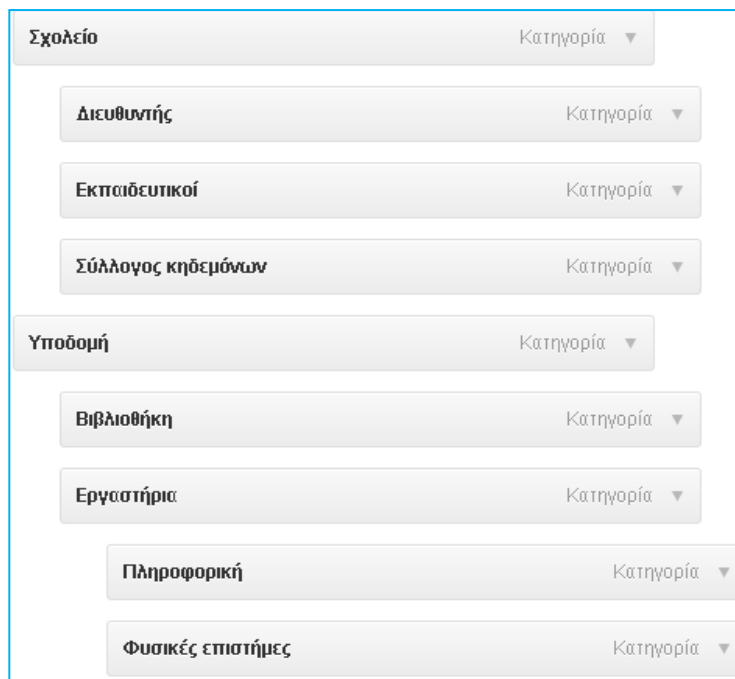 Σχολείο Κατηγορία ▼
Διευθυντής Κατηγορία ▼
Εκπαιδευτικοί Κατηγορία ▼
Σύλλογος κηδεμόνων Κατηγορία ▼
Υποδομή Κατηγορία ▼
Βιβλιοθήκη Κατηγορία ▼
Εργαστήρια Κατηγορία ▼
Πληροφορική Κατηγορία ▼
Φυσικές επιστήμες Κατηγορία ▼